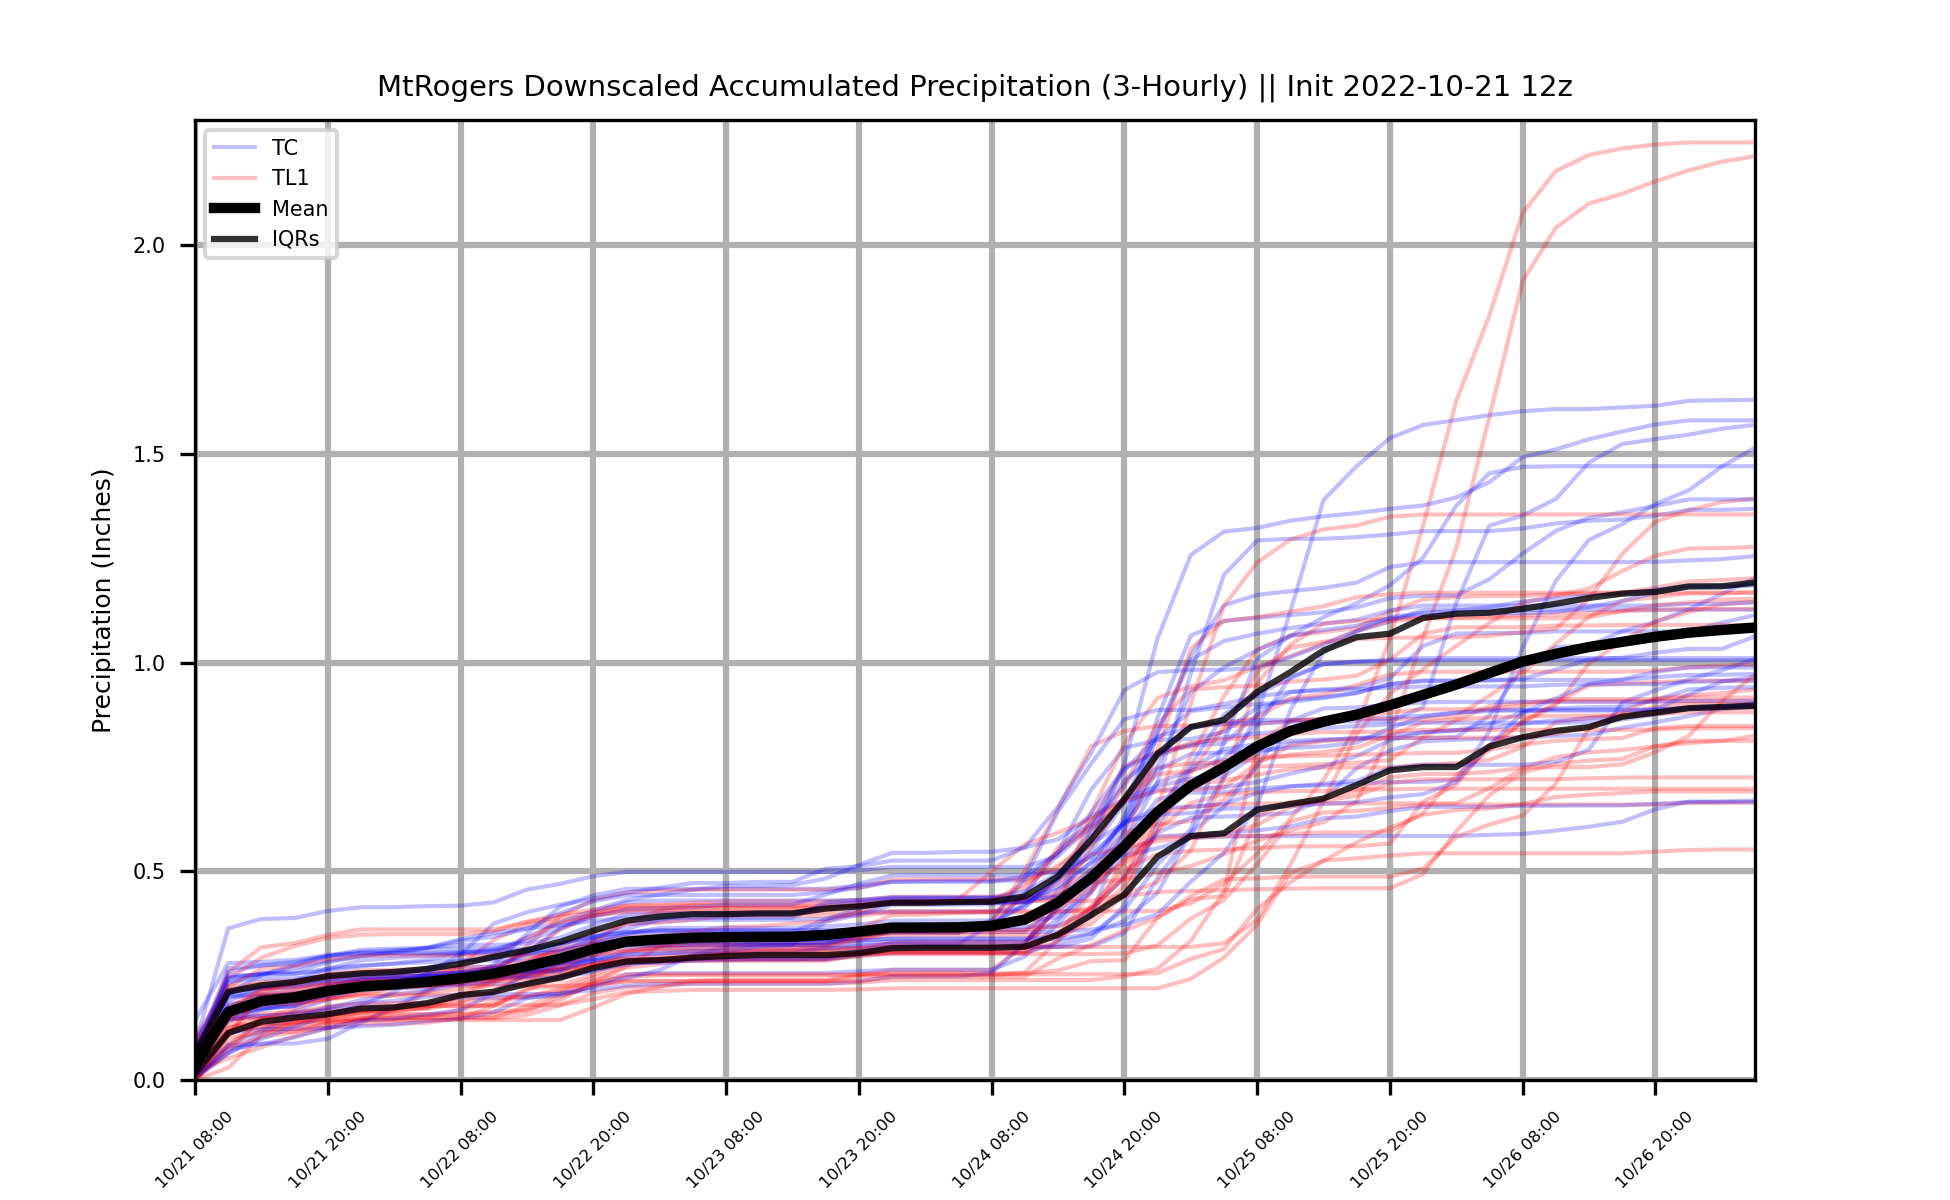 MtRogers Downscaled Accumulated Precipitation (3-Hourly) || Init 2022-10-21 12z
TC
TL1
Mean
IQRs
Precipitation (Inches)
2.0
1.5
1.0
0.5
0.0
10/21 08:00
10/21 20:00
10/22 08:00
10/22 20:00
10/23 08:00
10/23 20:00
10/24 08:00
10/24 20:00
10/25 08:00
10/25 20:00
10/26 08:00
10/26 20:00